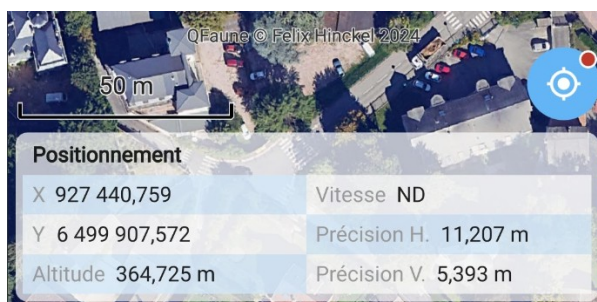 QFaune © Felix Hinckel 2024
50 m
Positionnement
X 927 440,759 Vitesse ND
Y 6 499 907,572 Précision H. 11,207 m
Altitude 364,725 m Précision V. 5,393 m